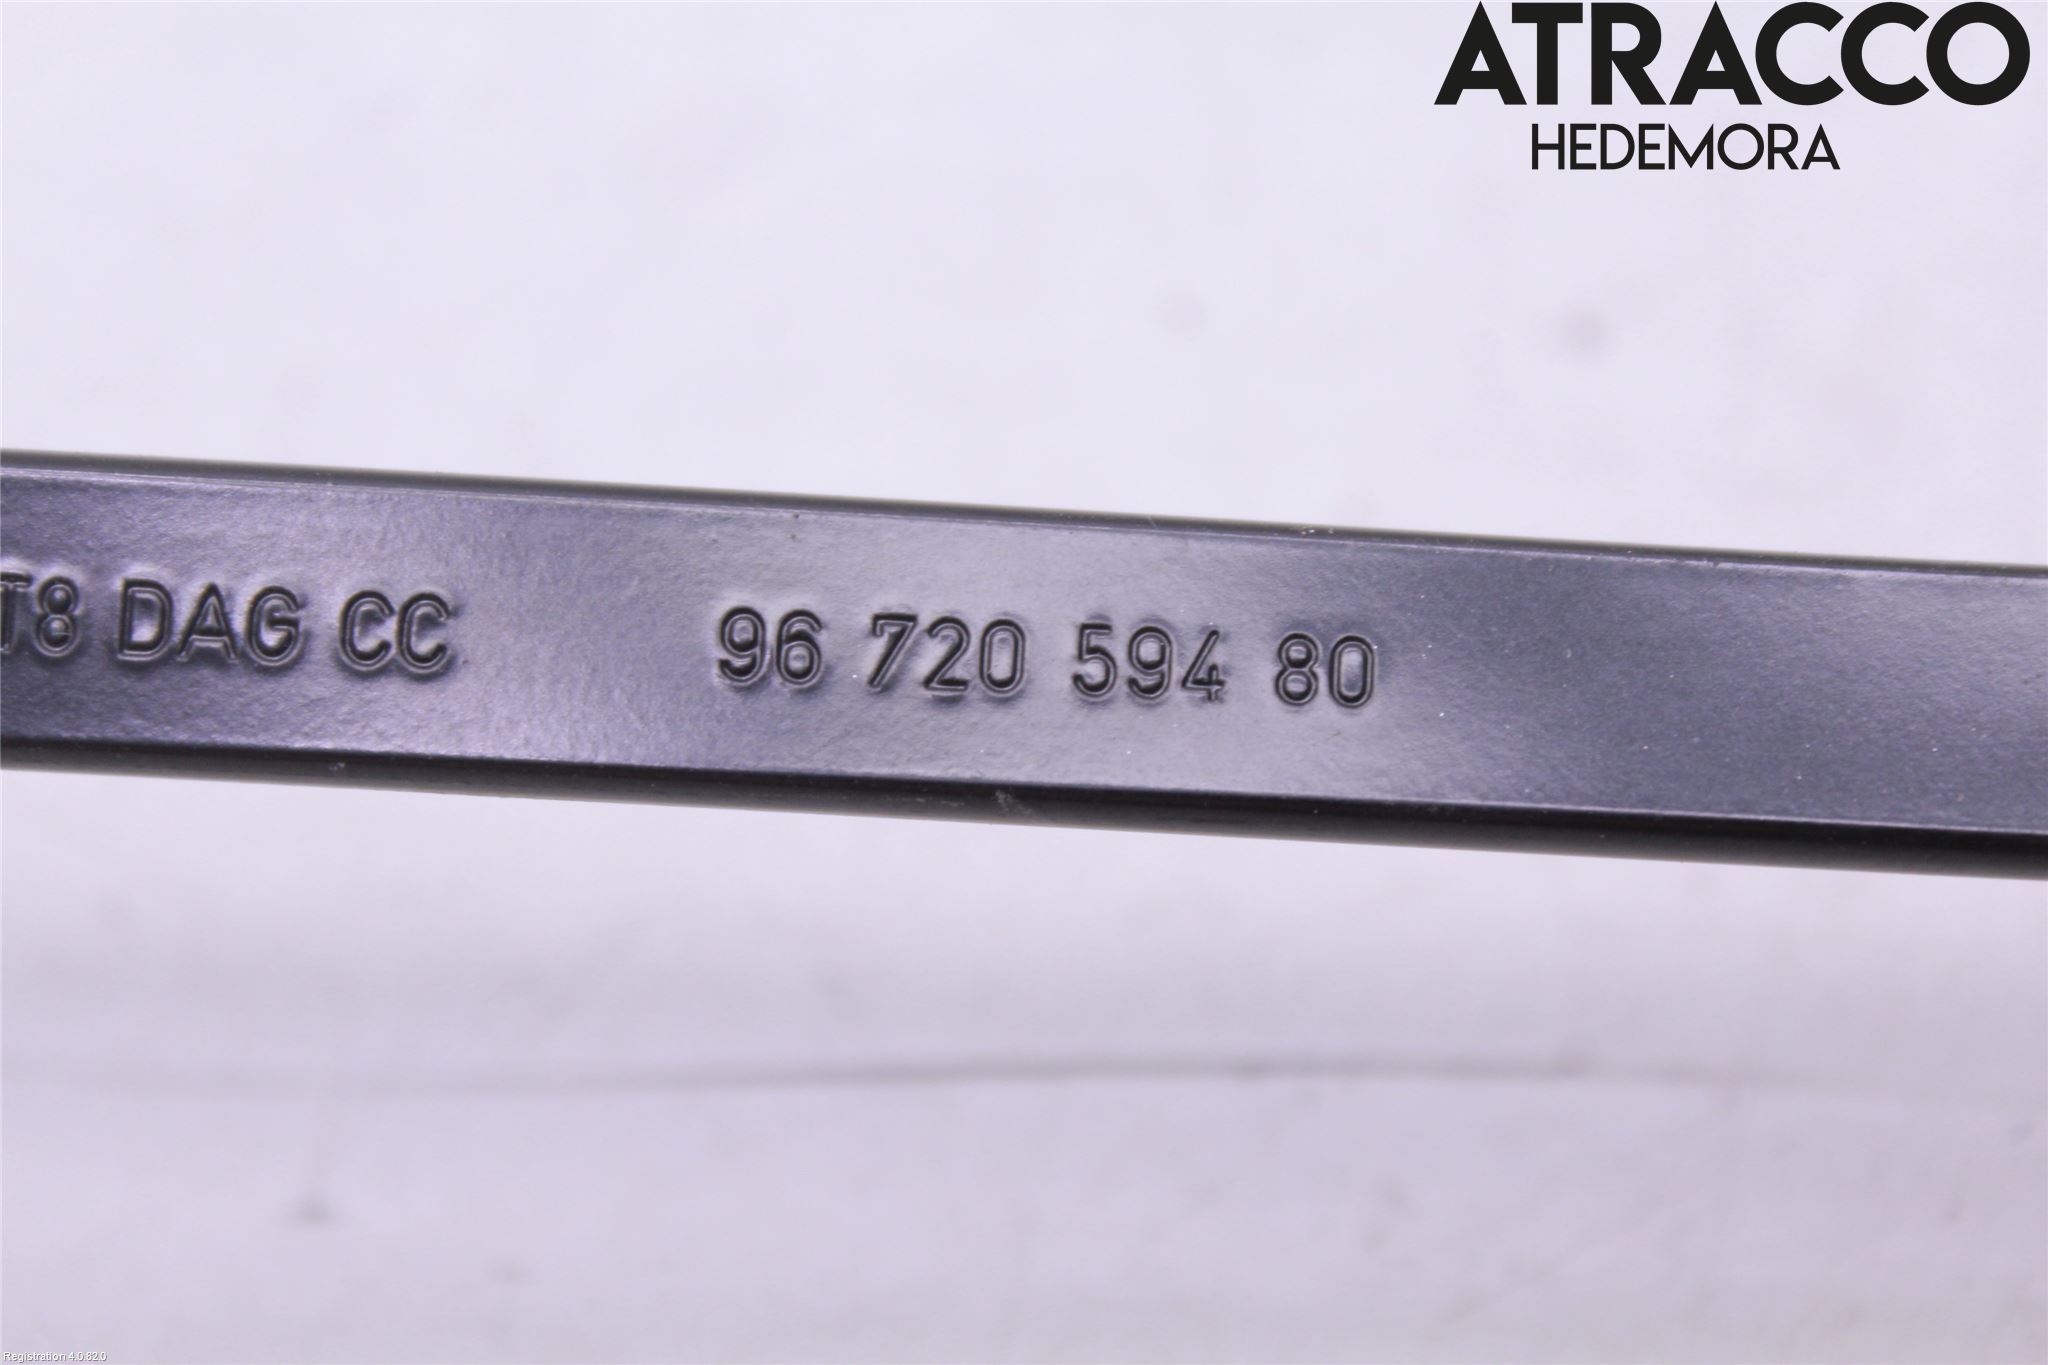 ATRACCO
HEDEMORA
T8 DAG CC 96 720 594 80
Registration 4.0.82.0